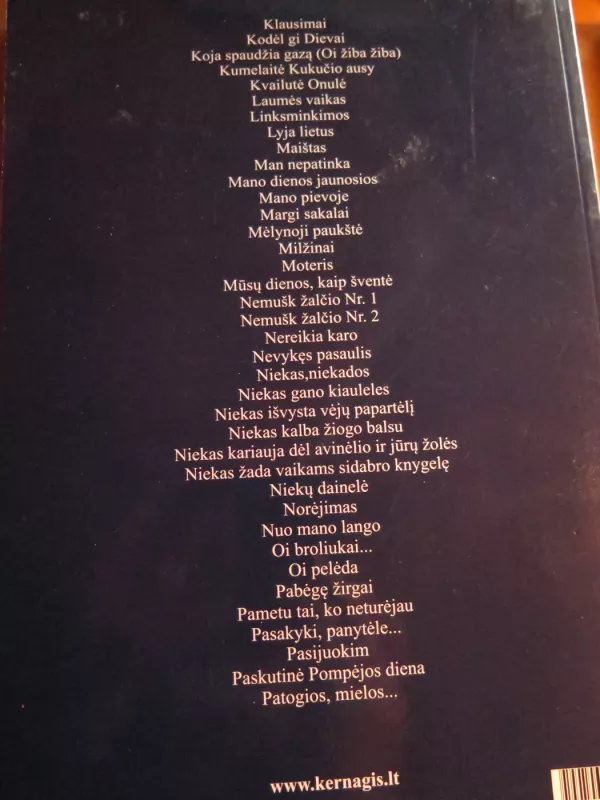 Klausimai
Kodėl gi Dievai
Koja spaudžia gazą (Oi žiba žiba)
Kumelaitė Kukučio ausy
Kvailutė Onulė
Laumės vaikas
Linksminkimos
Lyja lietus
Maištas
Man nepatinka
Mano dienos jaunosios
Mano pievoje
Margi sakalai
Mėlynoji paukštė
Milžinai
Moteris
Mūsų dienos, kaip šventė
Nemušk žalčio Nr. 1
Nemušk žalčio Nr. 2
Nereikia karo
Nevykęs pasaulis
Niekas,niekados
Niekas gano kiauleles
Niekas išvysta vėjų papartėlį
Niekas kalba žiogo balsu
Niekas kariauja dėl avinėlio ir jūrų žolės
Niekas žada vaikams sidabro knygelę
Niekų dainelė
Norėjimas
Nuo mano lango
Oi broliukai...
Oi pelėda
Pabėgę žirgai
Pametu tai, ko neturėjau
Pasakyki, panytėle...
Pasijuokim
Paskutinė Pompėjos diena
Patogios, mielos...
www.kernagis.lt